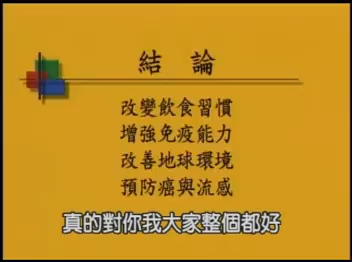 結論
改變飲食習慣
增強免疫能力
改善地球環境
預防癌與流感
真的對你我大家整個都好